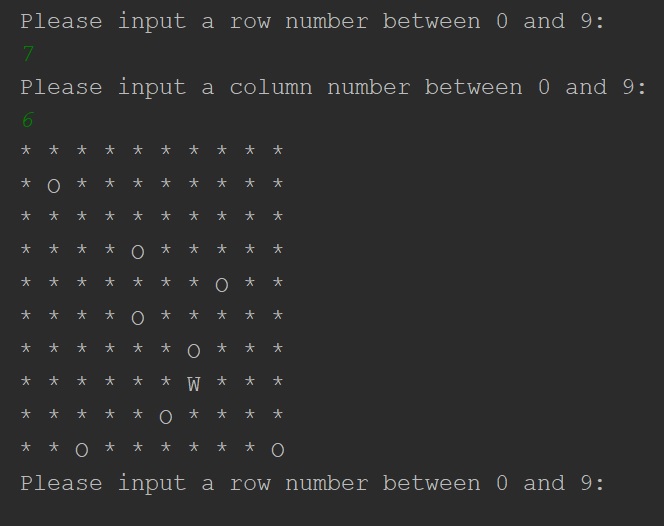 Please input a row number between 0 and 9:
7
Please input a column number between 0 and 9:
6
* * * * * * * * * *
* O * * * * * * * *
* * * * * * * * * *
* * * * O * * * * *
* * * * * * * O * *
* * * * O * * * * *
* * * * * * O * * *
* * * * * * W * * *
* * * * * O * * * *
* * O * * * * * * O
Please input a row number between 0 and 9: